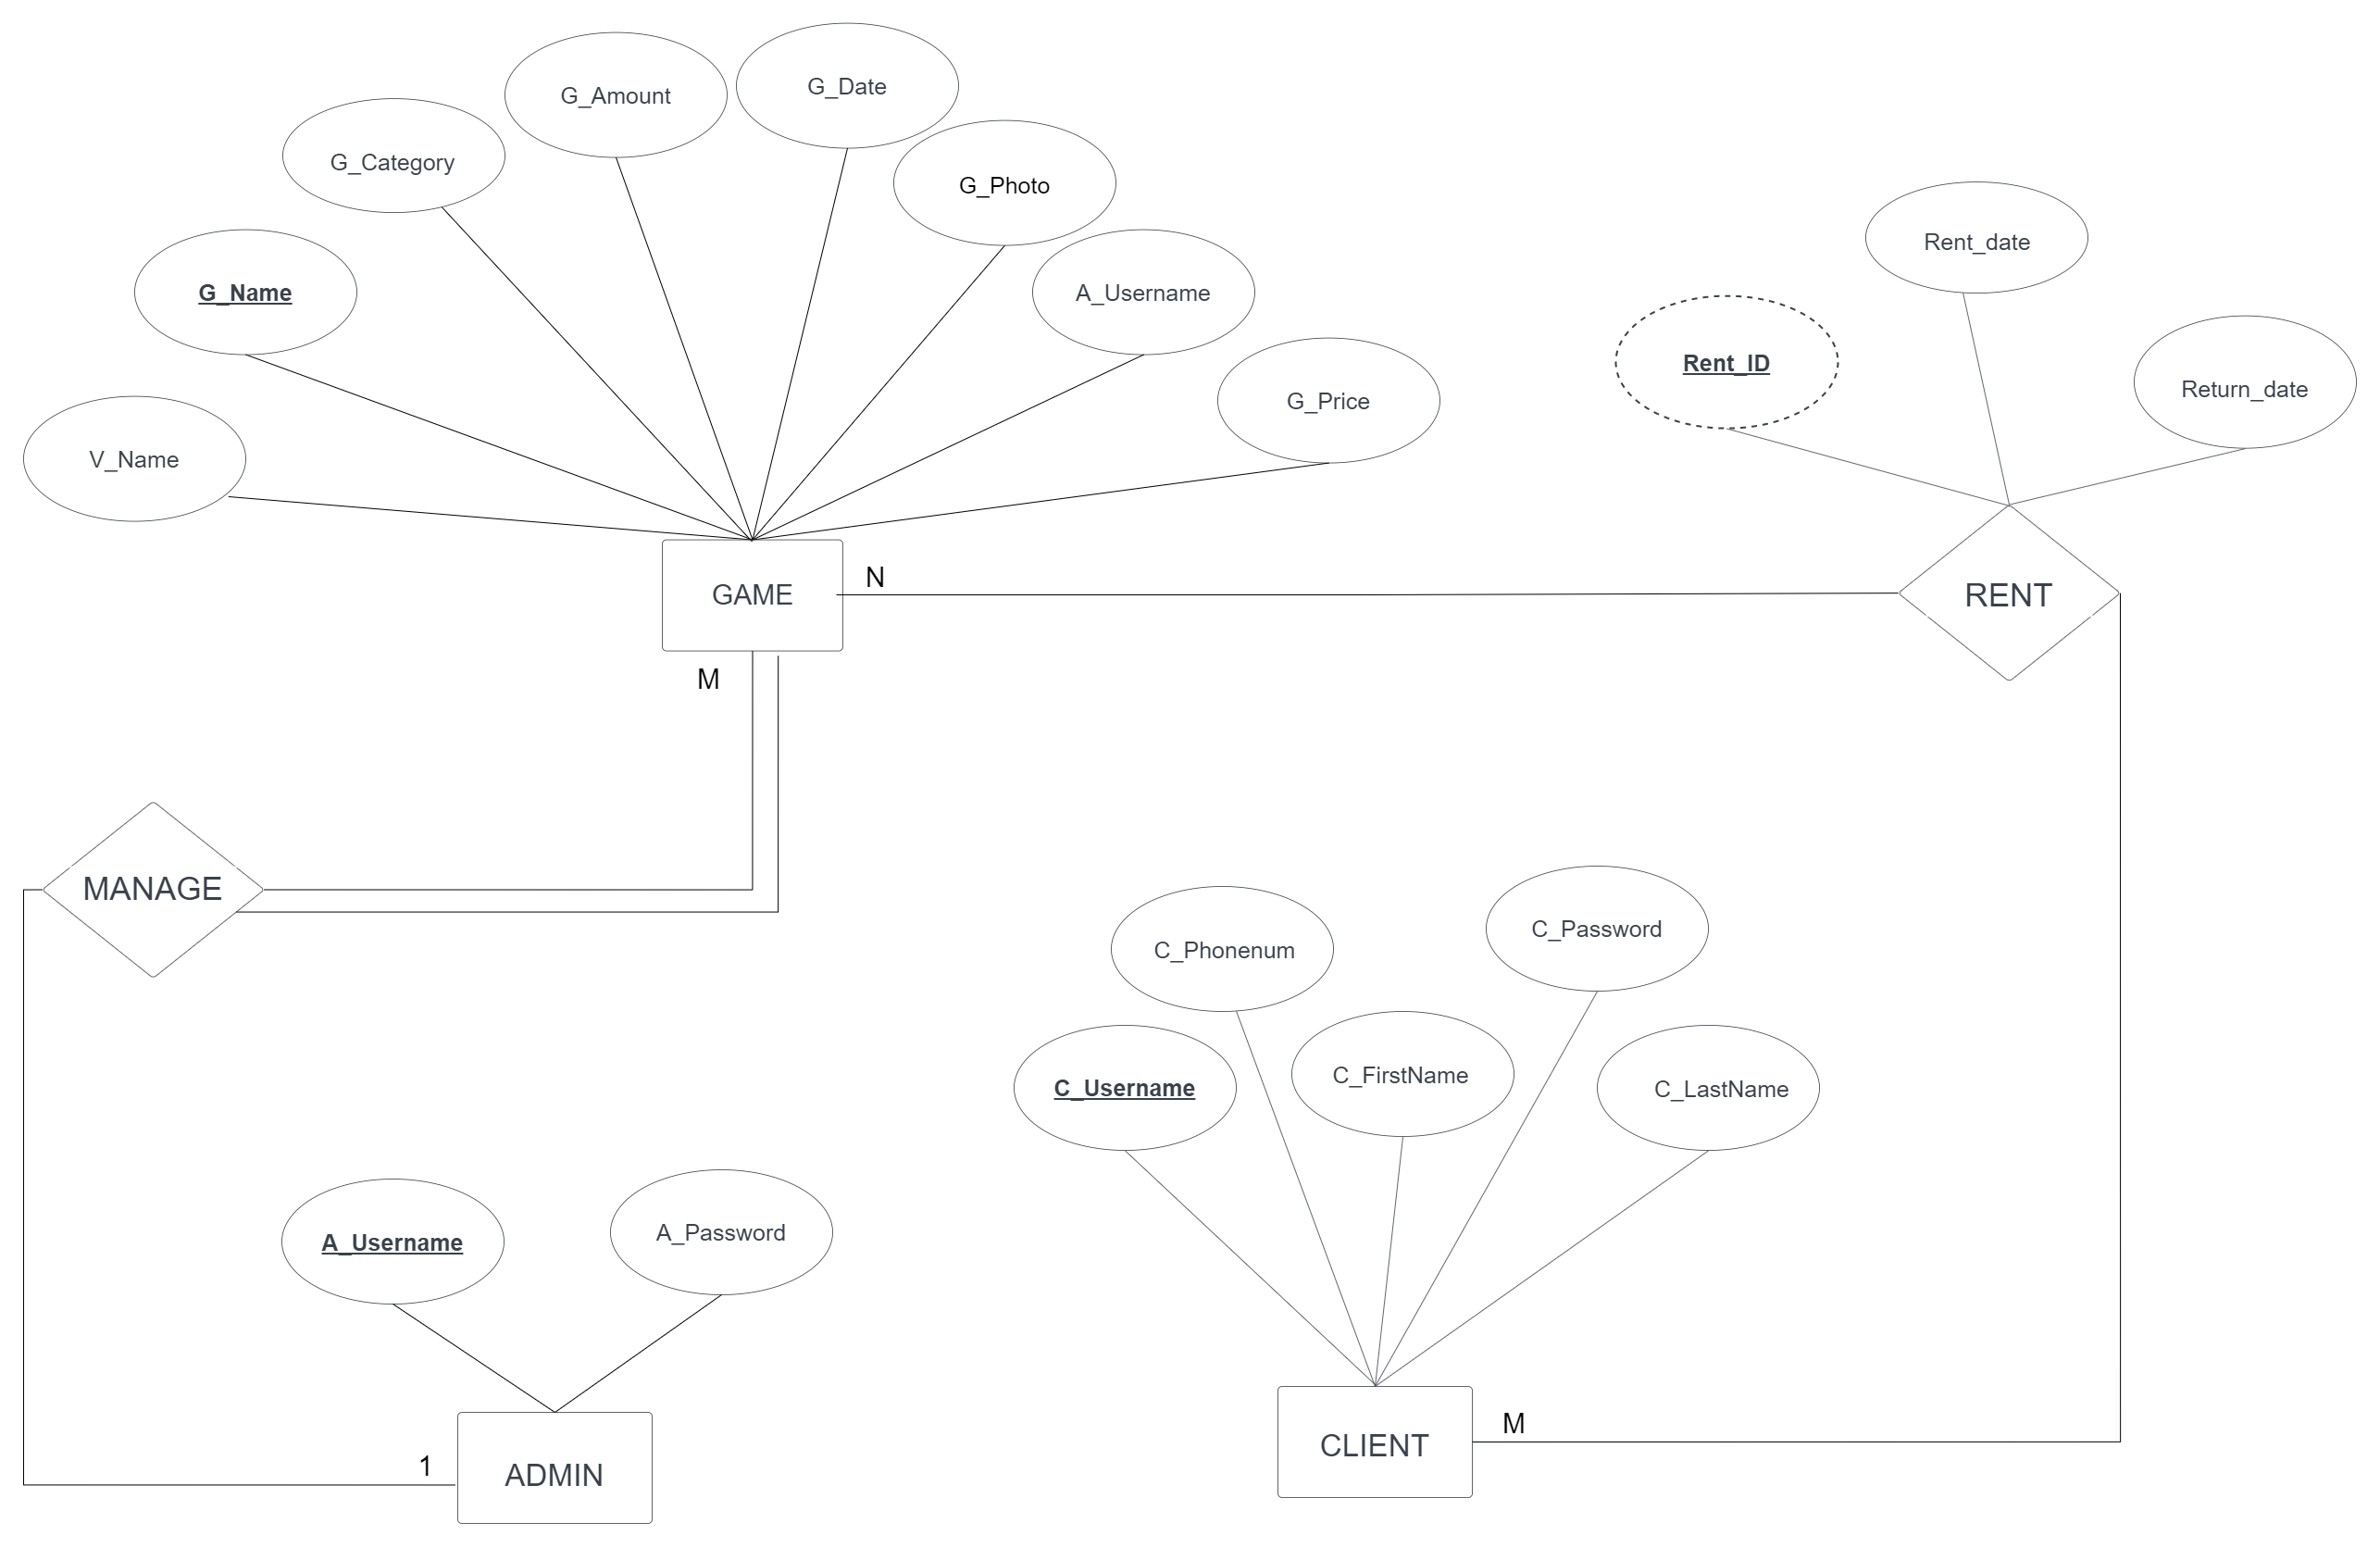 G_Date
G_Amount
G_Category
G_Photo
Rent_date
G_Name
A_Username
Rent_ID
Return_date
G_Price
V_Name
GAME
N
RENT
M
MANAGE
C_Password
C_Phonenum
C_FirstName
C_Username
C_LastName
A_Password
A_Username
M
CLIENT
1
ADMIN